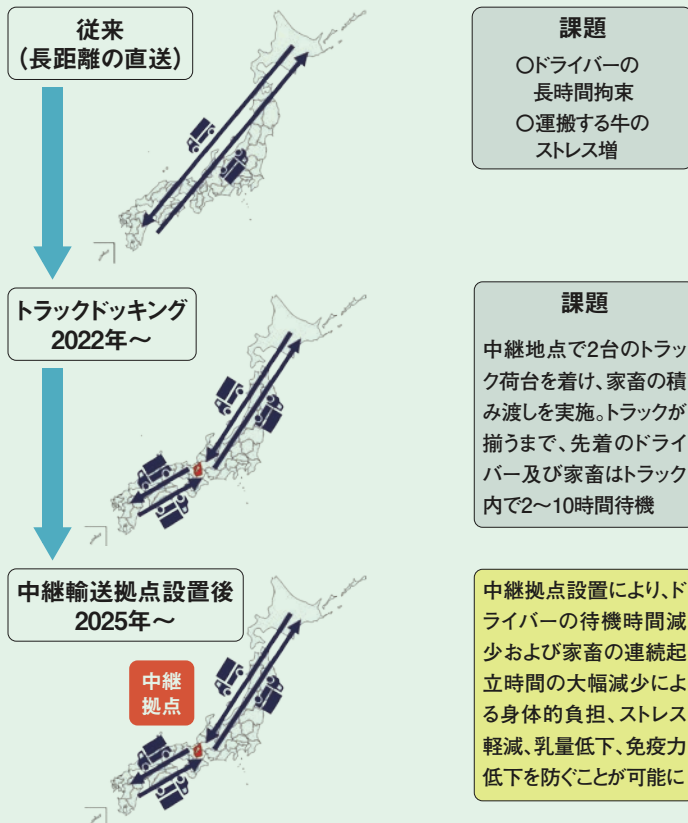 従来
(長距離の直送)
課題
○ドライバーの
長時間拘束
○運搬する牛の
ストレス増
トラックドッキング
2022年～
課題
中継地点で2台のトラッ
ク荷台を着け、家畜の積
み渡しを実施。トラックが
揃うまで、先着のドライ
バー及び家畜はトラック
内で2～10時間待機
中継輸送拠点設置後
2025年～
中継
拠点
中継拠点設置により、ド
ライバーの待機時間減
少および家畜の連続起
立時間の大幅減少によ
る身体的負担、ストレス
軽減、乳量低下、免疫力
低下を防ぐことが可能に